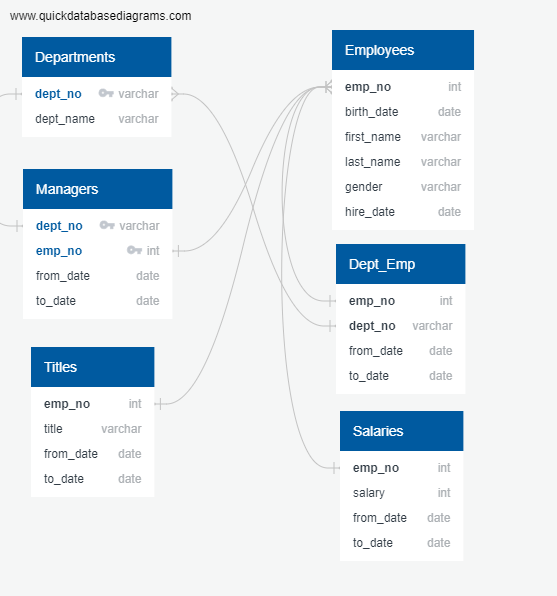 www.quickdatabasediagrams.com
Departments
dept_no varchar
dept_name varchar
Managers
dept_no varchar
emp_no int
from_date date
to_date date
Titles
emp_no int
title varchar
from_date date
to_date date
Employees
emp_no int
birth_date date
first_name varchar
last_name varchar
gender varchar
hire_date date
Dept_Emp
emp_no int
dept_no varchar
from_date date
to_date date
Salaries
emp_no int
salary int
from_date date
to_date date